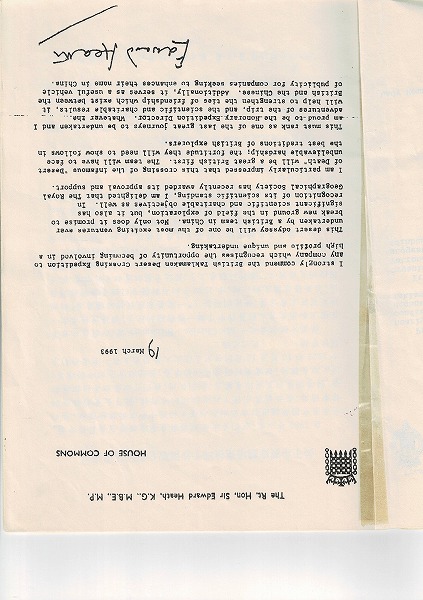 The Rt. Hon. Sir Edward Heath, K.G., M.B.E., M.P.
HOUSE OF COMMONS
19 March 1993
I strongly commend the British Taklamaken Desert Crossing Expedition to
any company which recognises the opportunity of becoming involved in a
high profile and unique undertaking.
This desert odyssey will be one of the most exciting ventures ever
undertaken by a British team in China. Not only does it promise to
break new ground in the field of exploration, but it also has
significant scientific and charitable objectives as well. In
recognition of its scientific standing, I am delighted that The Royal
Geographical Society has recently awarded its approval and support.
I am particularly impressed that this crossing of the infamous "Desert
of Death" will be a great British first. The team will have to face
unbelievable hardship; the fortitude they will need to show follows in
the best traditions of British explorers.
This must rank as one of the last great journeys to be undertaken and I
am proud to be the Honorary Expedition Director. Whatever the...
adventures of the trip, and the scientific and charitable results, it
will help to strengthen the ties of friendship which exist between the
British and the Chinese. Additionally, it serves as a useful vehicle
of publicity for companies seeking to enhances their name in China.
Edward Heath